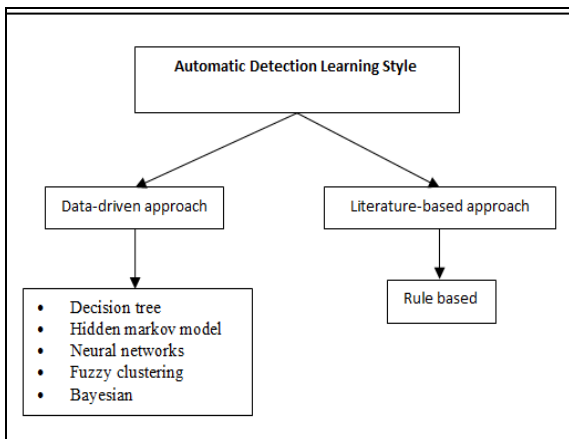 Automatic Detection Learning Style
Data-driven approach
Literature-based approach
• Decision tree
• Hidden markov model
• Neural networks
• Fuzzy clustering
• Bayesian
Rule based